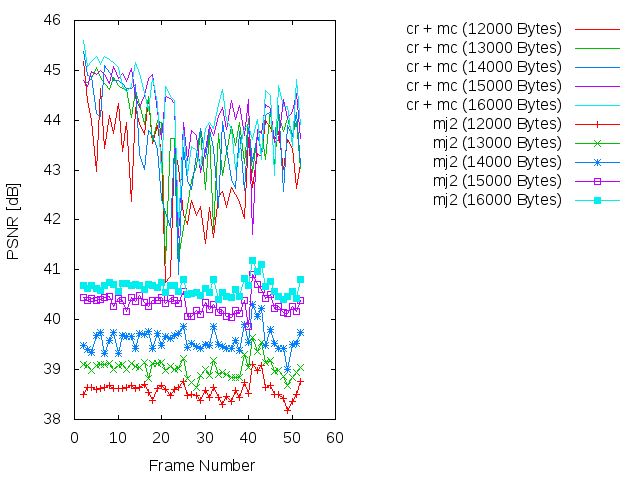 46
45
44
43
42
41
40
39
38
0 10 20 30 40 50 60
PSNR [dB]
Frame Number
cr + mc (12000 Bytes)
cr + mc (13000 Bytes)
cr + mc (14000 Bytes)
cr + mc (15000 Bytes)
cr + mc (16000 Bytes)
mj2 (12000 Bytes)
mj2 (13000 Bytes)
mj2 (14000 Bytes)
mj2 (15000 Bytes)
mj2 (16000 Bytes)